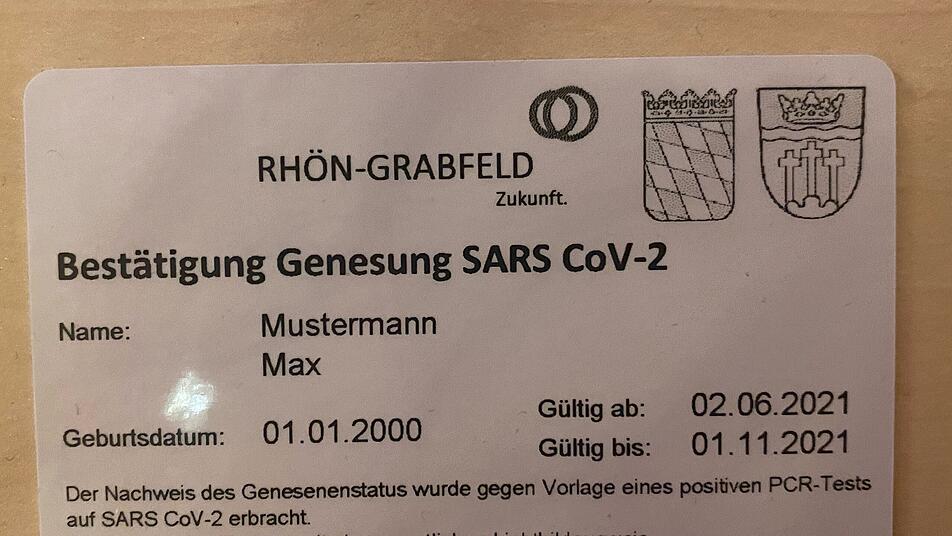 RHÖN-GRABFELD
Zukunft.
Bestätigung Genesung SARS CoV-2
Name: Mustermann
Max
Geburtsdatum: 01.01.2000
Gültig ab: 02.06.2021
Gültig bis: 01.11.2021
Der Nachweis des Genesenenstatus wurde gegen Vorlage eines positiven PCR-Tests
auf SARS CoV-2 erbracht.